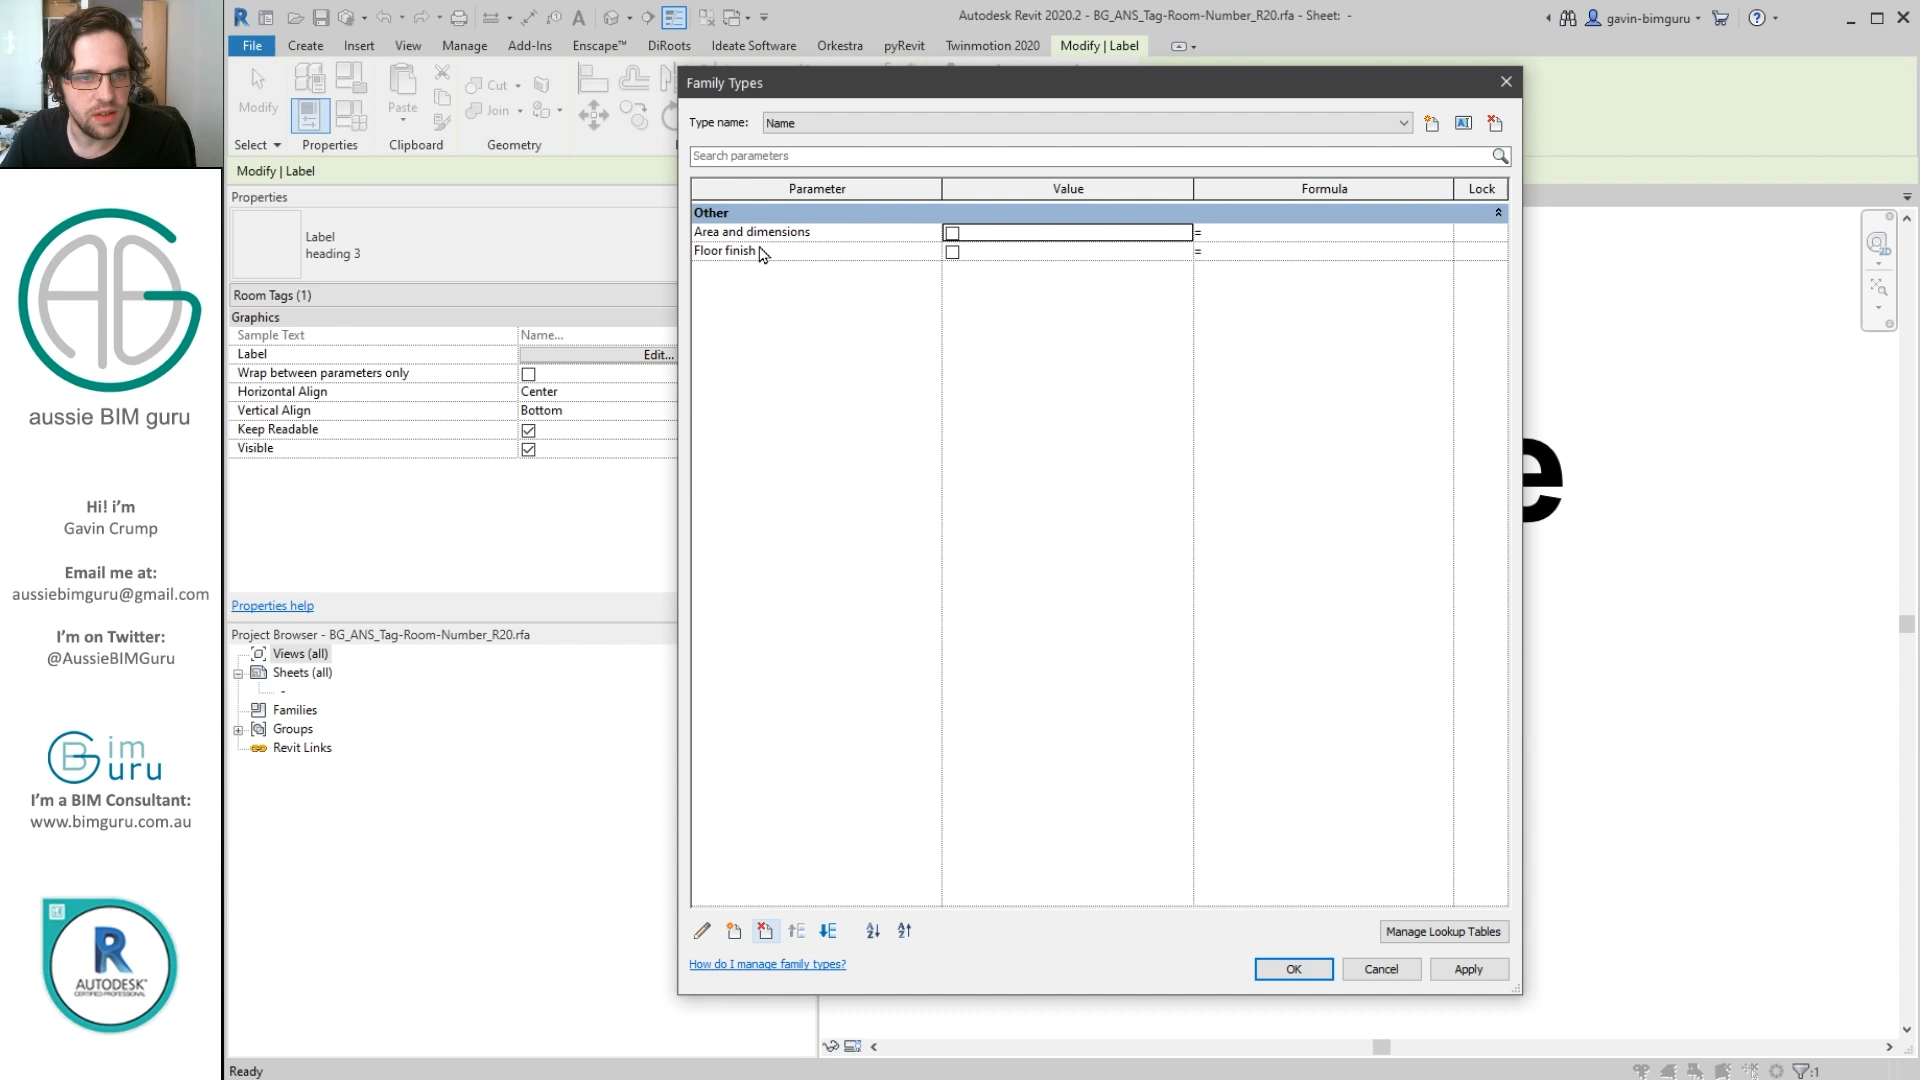 Autodesk Revit 2020.2 - BG_ANS_Tag-Room-Number_R20.rfa - Sheet: -
gavin-bimguru
File
Create
Insert
View
Manage
Add-Ins
Enscape™
DiRoots
Ideate Software
Orkestra
pyRevit
Twinmotion 2020
Modify | Label
Modify
Paste
Cut
Join
Select
Properties
Clipboard
Geometry
Modify | Label
Properties
Label
heading 3
Room Tags (1)
Graphics
Sample Text
Name...
Label
Edit...
Wrap between parameters only
Horizontal Align
Center
Vertical Align
Bottom
Keep Readable
Visible
Properties help
Project Browser - BG_ANS_Tag-Room-Number_R20.rfa
Views (all)
Sheets (all)
-
Families
Groups
Revit Links
Ready
Family Types
Type name:
Name
Search parameters
Parameter
Value
Formula
Lock
Other
Area and dimensions
=
Floor finish
=
Manage Lookup Tables
How do I manage family types?
OK
Cancel
Apply
e
2D
:1
aussie BIM guru
Hi! i'm
Gavin Crump
Email me at:
aussiebimguru@gmail.com
I'm on Twitter:
@AussieBIMGuru
Bim
Guru
I'm a BIM Consultant:
www.bimguru.com.au
R
AUTODESK
CERTIFIED PROFESSIONAL